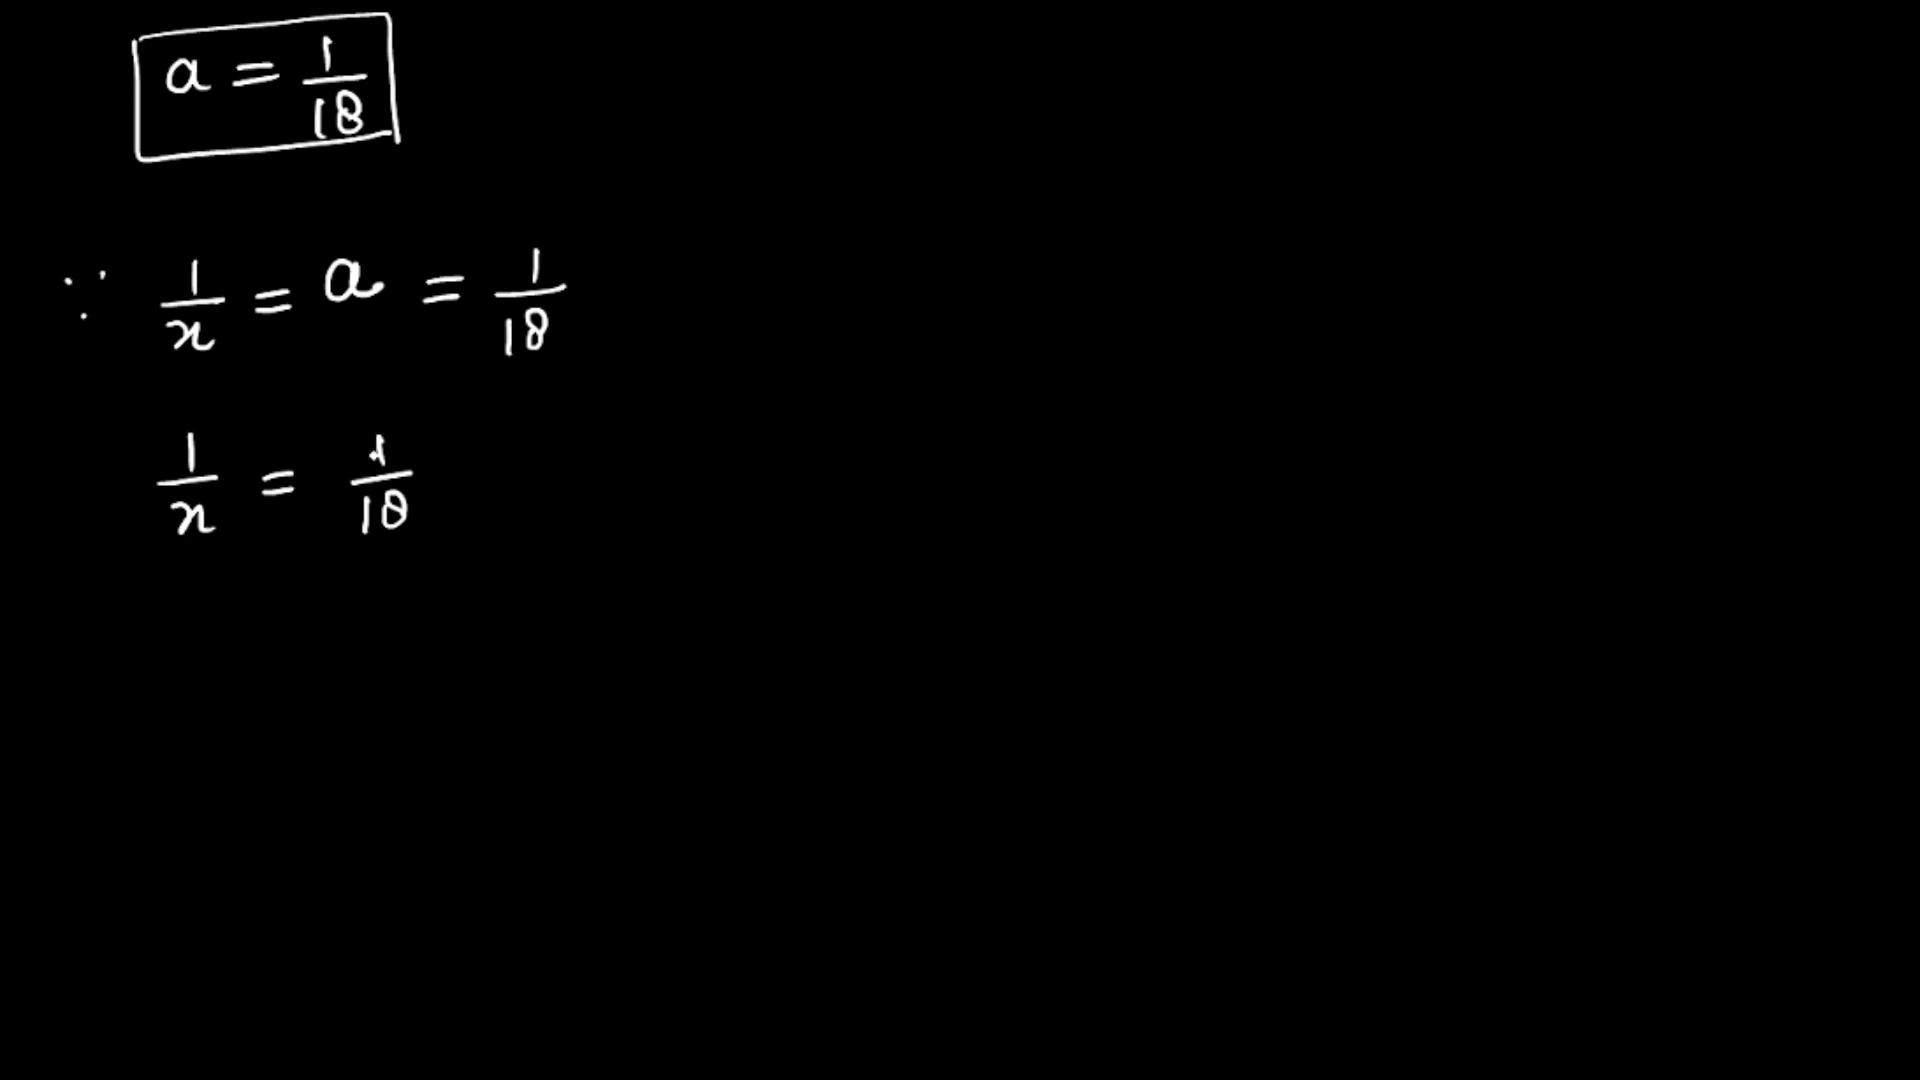 a = 1/18
∵ 1/x = a = 1/18
1/x = 1/18